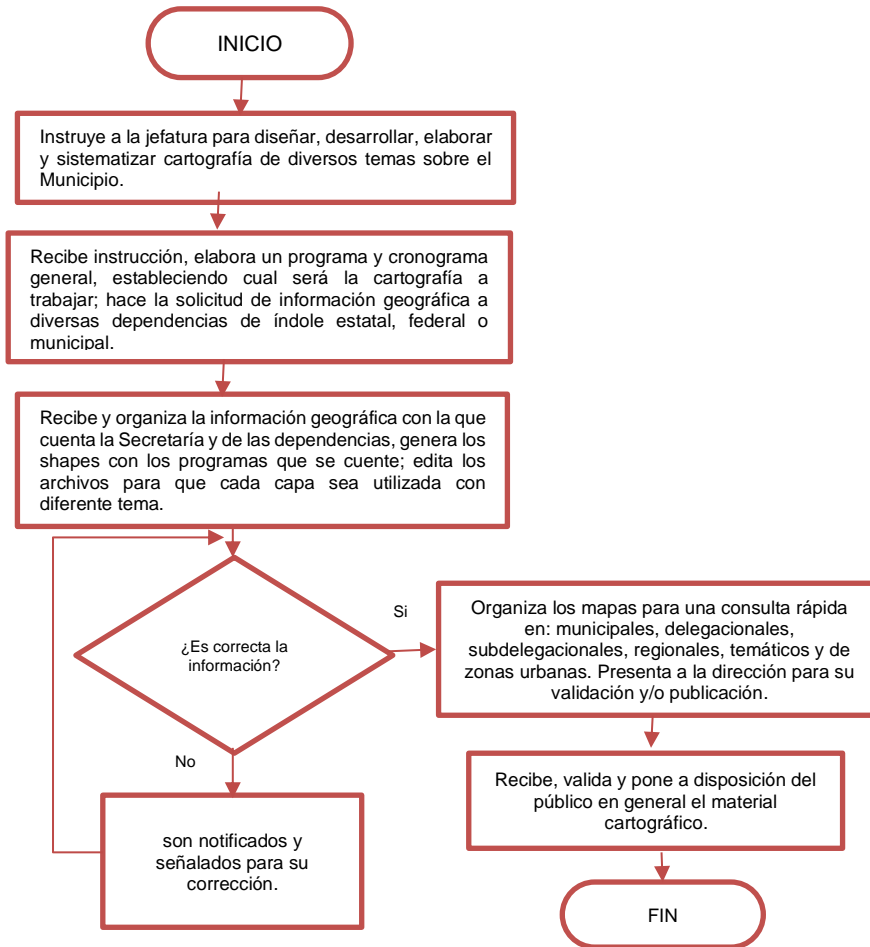 INICIO
Instruye a la jefatura para diseñar, desarrollar, elaborar
y sistematizar cartografía de diversos temas sobre el
Municipio.
Recibe instrucción, elabora un programa y cronograma
general, estableciendo cual será la cartografía a
trabajar; hace la solicitud de información geográfica a
diversas dependencias de índole estatal, federal o
municipal.
Recibe y organiza la información geográfica con la que
cuenta la Secretaría y de las dependencias, genera los
shapes con los programas que se cuente; edita los
archivos para que cada capa sea utilizada con
diferente tema.
¿Es correcta la
información?
Si
Organiza los mapas para una consulta rápida
en: municipales, delegacionales,
subdelegacionales, regionales, temáticos y de
zonas urbanas. Presenta a la dirección para su
validación y/o publicación.
No
son notificados y
señalados para su
corrección.
Recibe, valida y pone a disposición del
público en general el material
cartográfico.
FIN